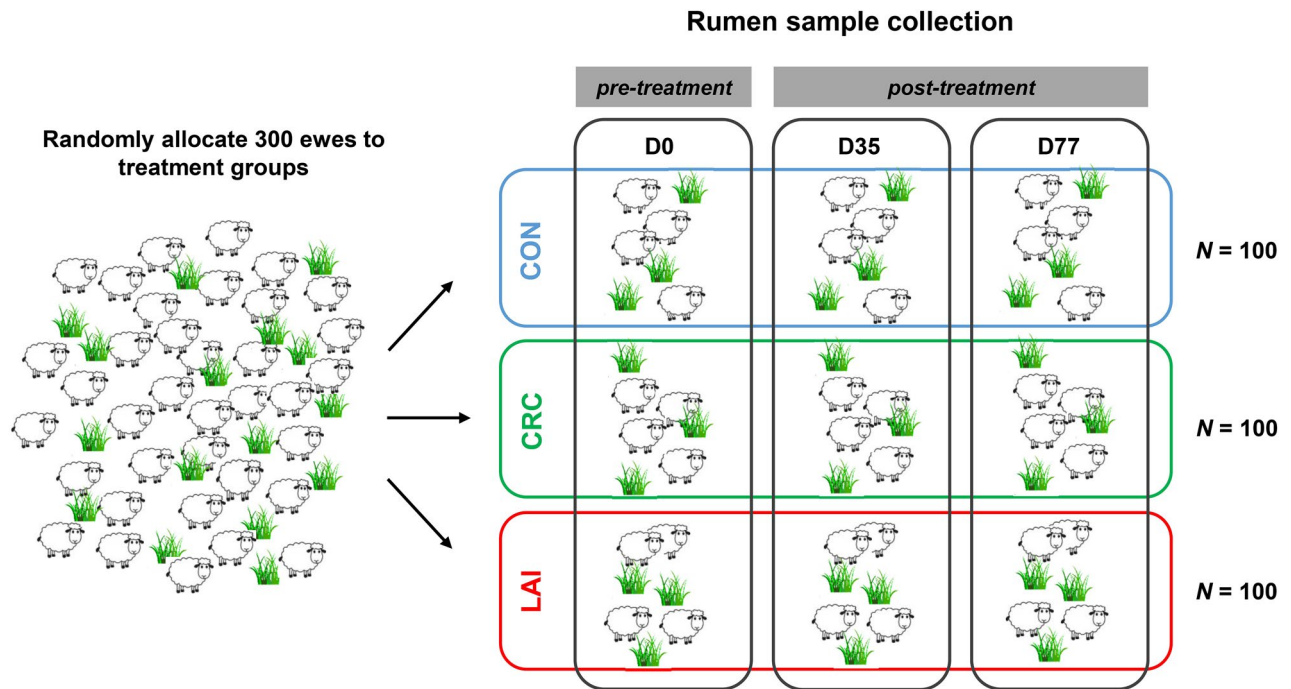 Rumen sample collection
pre-treatment
post-treatment
Randomly allocate 300 ewes to
treatment groups
D0
D35
D77
CON
N = 100
CRC
N = 100
LAI
N = 100